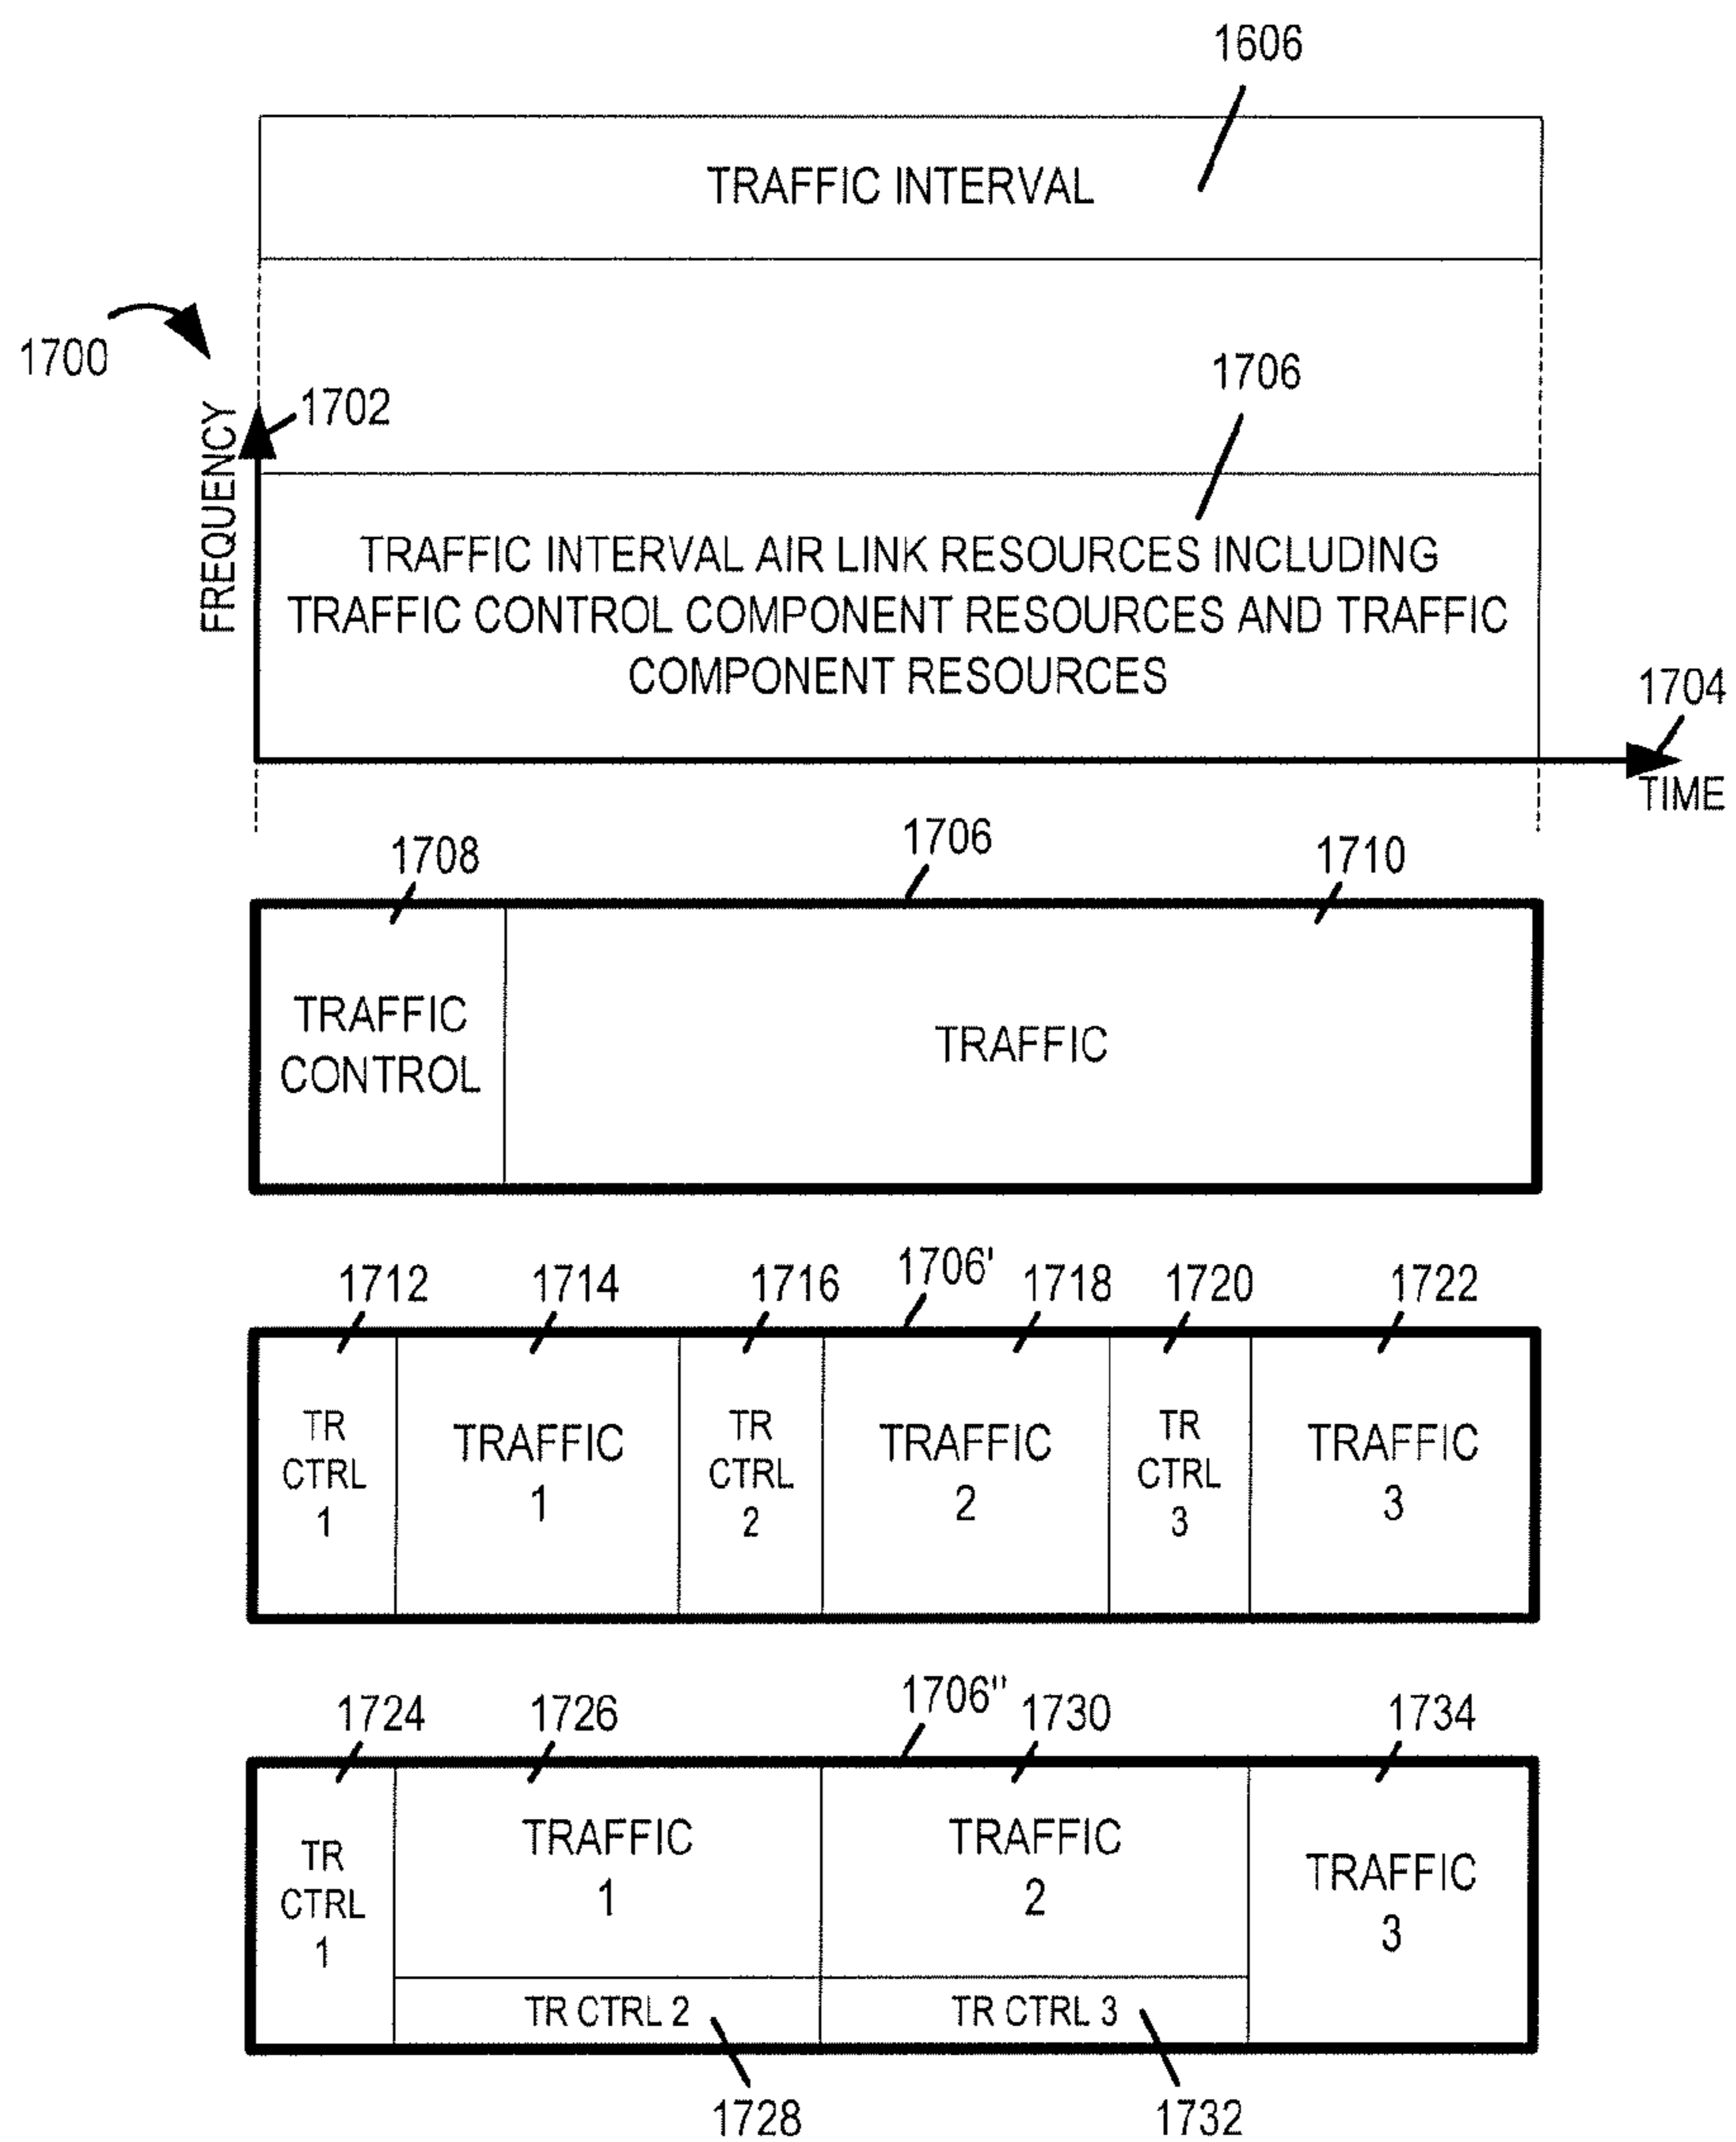 1606
TRAFFIC INTERVAL
1700
1706
1702
FREQUENCY
TRAFFIC INTERVAL AIR LINK RESOURCES INCLUDING
TRAFFIC CONTROL COMPONENT RESOURCES AND TRAFFIC
COMPONENT RESOURCES
1704
TIME
1708
1706
1710
TRAFFIC
CONTROL
TRAFFIC
1712
1714
1716
1706'
1718
1720
1722
TR
CTRL
1
TRAFFIC
1
TR
CTRL
2
TRAFFIC
2
TR
CTRL
3
TRAFFIC
3
1724
1726
1706"
1730
1734
TR
CTRL
1
TRAFFIC
1
TRAFFIC
2
TRAFFIC
3
TR CTRL 2
TR CTRL 3
1728
1732